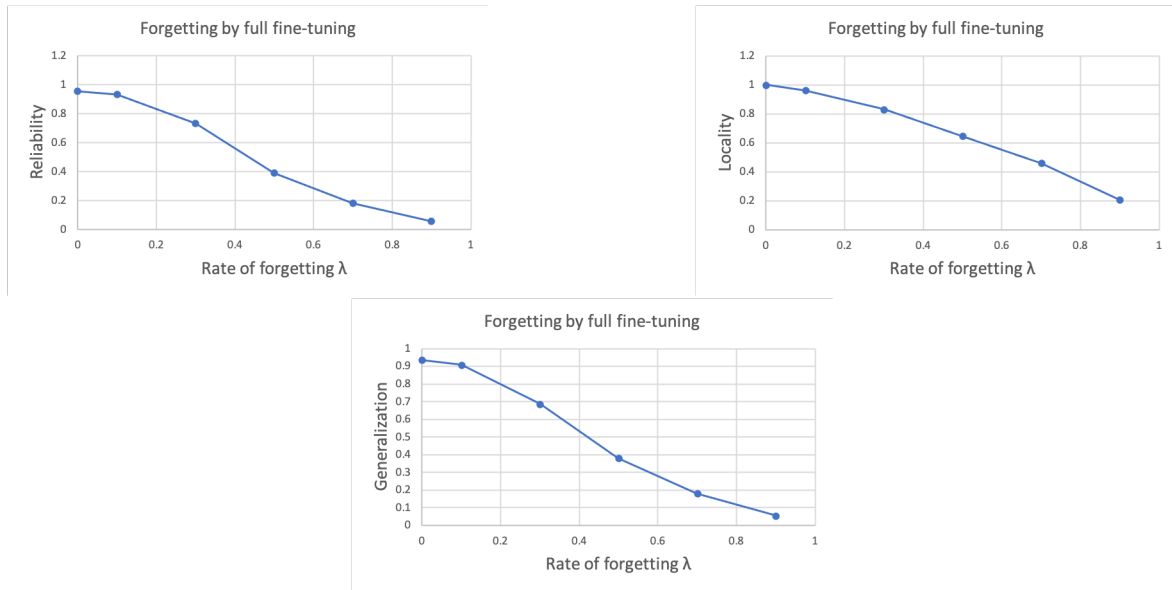 Forgetting by full fine-tuning
1.2
1
0.8
0.6
0.4
0.2
0
Reliability
0 0.2 0.4 0.6 0.8 1
Rate of forgetting λ
Forgetting by full fine-tuning
1.2
1
0.8
0.6
0.4
0.2
0
Locality
0 0.2 0.4 0.6 0.8 1
Rate of forgetting λ
Forgetting by full fine-tuning
1
0.9
0.8
0.7
0.6
0.5
0.4
0.3
0.2
0.1
0
Generalization
0 0.2 0.4 0.6 0.8 1
Rate of forgetting λ